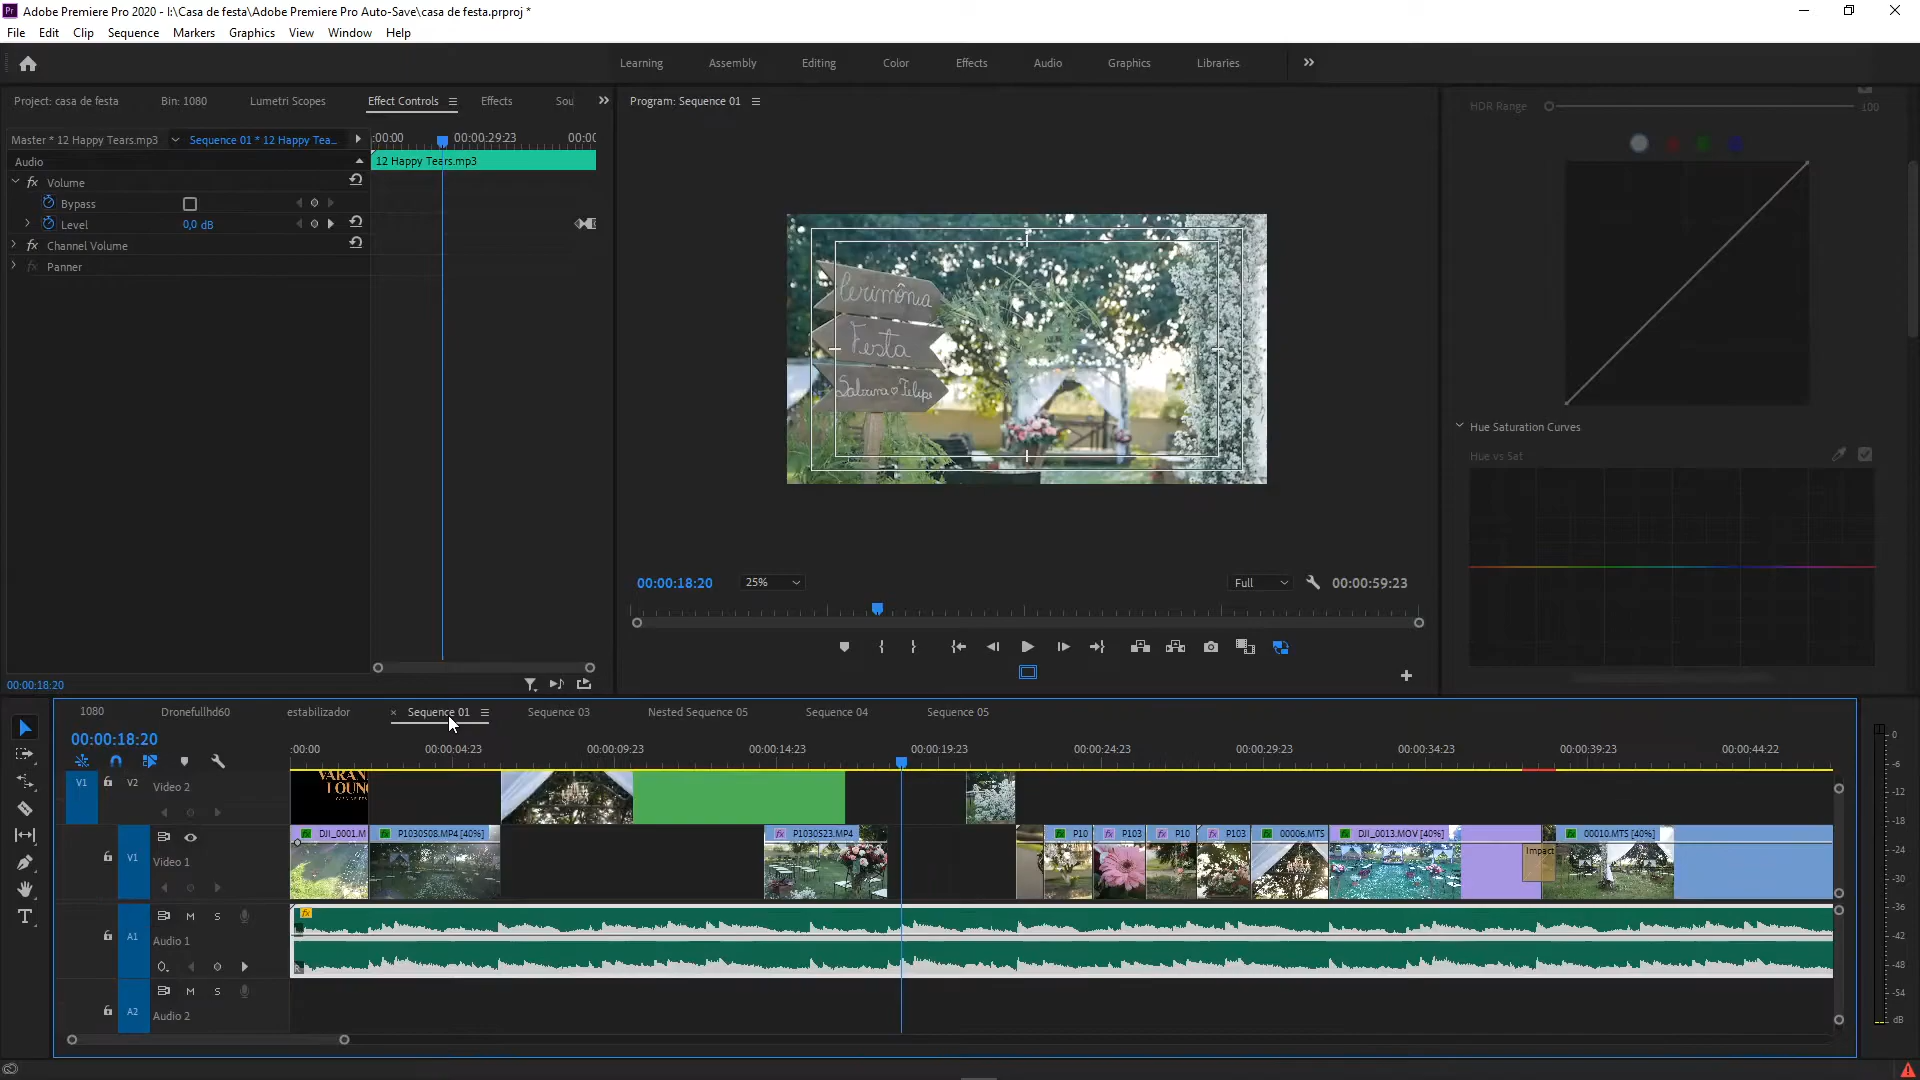 Adobe Premiere Pro 2020 - I:\Casa de festa\Adobe Premiere Pro Auto-Save\casa de festa.prproj *
File Edit Clip Sequence Markers Graphics View Window Help
Learning Assembly Editing Color Effects Audio Graphics Libraries
Project: casa de festa Bin: 1080 Lumetri Scopes Effect Controls Effects Sou
Program: Sequence 01
HDR Range 100
Master * 12 Happy Tears.mp3 Sequence 01 * 12 Happy Tea...
:00:00 00:00:29:23 00:0
Audio
12 Happy Tears.mp3
fx Volume
Bypass
Level 0,0 dB
fx Channel Volume
fx Panner
Cerimônia
Festa
Hue Saturation Curves
Hue vs Sat
00:00:18:20 25% Full 00:00:59:23
00:00:18:20
1080 Dronefullhd60 estabilizador × Sequence 01 Sequence 03 Nested Sequence 05 Sequence 04 Sequence 05
00:00:18:20
:00:00 00:00:04:23 00:00:09:23 00:00:14:23 00:00:19:23 00:00:24:23 00:00:29:23 00:00:34:23 00:00:39:23 00:00:44:22
V1 V2 Video 2
VARAN
LOUN
V1 Video 1
DJI_0001.M P1030508.MP4 [40%] P1030523.MP4 P10 P103 P10 P103 00006.MTS DJI_0013.MOV [40%] 00010.MTS [40%]
Impact
A1 M S
Audio 1
fx
A2 M S
Audio 2
0
-6
-12
-18
-24
-30
-36
-42
-48
-54
dB